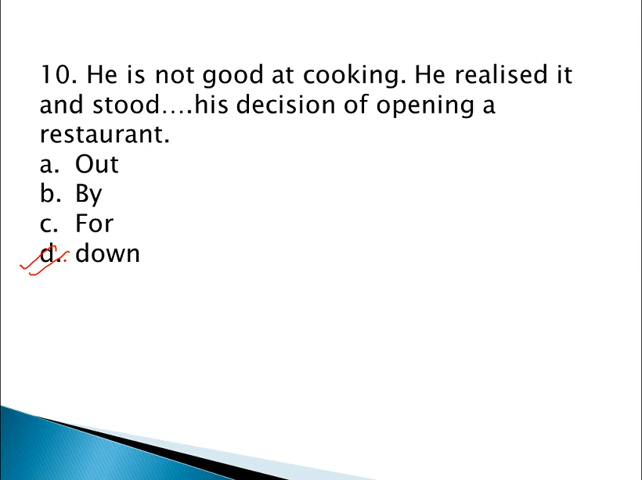 10. He is not good at cooking. He realised it
and stood....his decision of opening a
restaurant.
a. Out
b. By
c. For
d. down